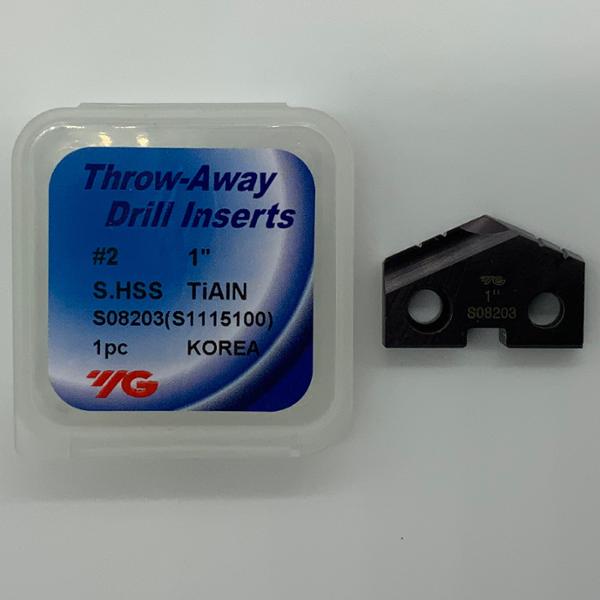 Throw-Away
Drill Inserts
#2 1"
S.HSS TiAlN
S08203(S1115100)
1pc KOREA
YG
YG
1"
S08203